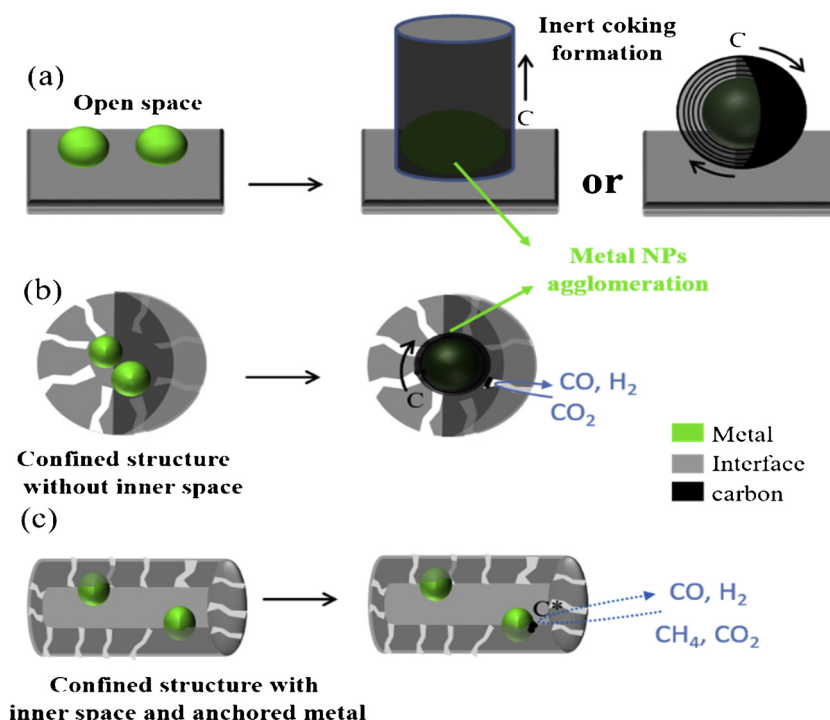 (a)
Open space
Inert coking
formation
C
or
C
Metal NPs
agglomeration
(b)
C
CO, H₂
CO₂
Confined structure
without inner space
Metal
Interface
carbon
(c)
C*
CO, H₂
CH₄, CO₂
Confined structure with
inner space and anchored metal